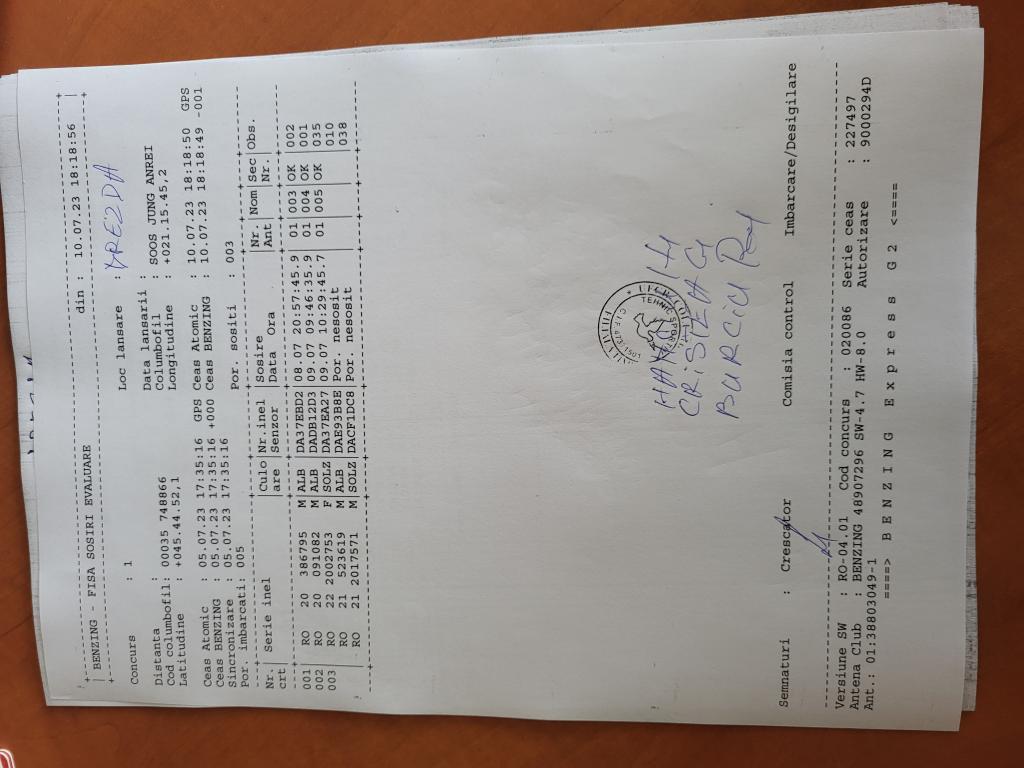 BENZING - FISA SOSIRI EVALUARE din : 10.07.23 18:18:56
Concurs : 1 Loc lansare :
Distanta : Data lansarii :
Cod columbofil: 00035 748866 Columbofil : SOOS JUNG ANREI
Latitudine : +045.44.52,1 Longitudine : +021.15.45,2
Ceas Atomic : 05.07.23 17:35:16 GPS Ceas Atomic : 10.07.23 18:18:50 GPS
Ceas BENZING : 05.07.23 17:35:16 +000 Ceas BENZING : 10.07.23 18:18:49 -001
Sincronizare : 05.07.23 17:35:16
Por. imbarcati: 005 Por. sositi : 003
Nr.| Serie inel |Culo|Nr.inel |Sosire |Nr. |Nom|Sec|Obs.
crt| |are |Senzor |Data Ora |Ant| |Nr.|
001 RO 20 386795 M|ALB |DA37EBD2|08.07 20:57:45.9| 01|003|OK |002
002 RO 20 091082 M|ALB |DADB12D3|09.07 09:46:35.9| 01|004|OK |001
003 RO 22 2002753 F|SOLZ|DA37EA27|09.07 10:29:45.7| 01|005|OK |035
RO 21 523619 M|ALB |DAE93B8E|Por. nesosit |010
RO 21 2017571 M|SOLZ|DACF1DC8|Por. nesosit |038
TEHNIC SPORT
CRISTEA G
BURCIU
Semnaturi : Crescator Comisia control Imbarcare/Desigilare
Versiune SW : RO-04.01 Cod concurs : 020086 Serie ceas : 227497
Antena Club : BENZING 48907296 SW-4.7 HW-8.0 Autorizare : 9000294D
Ant.: 01:38803049-1
====> B E N Z I N G E x p r e s s G 2 <====